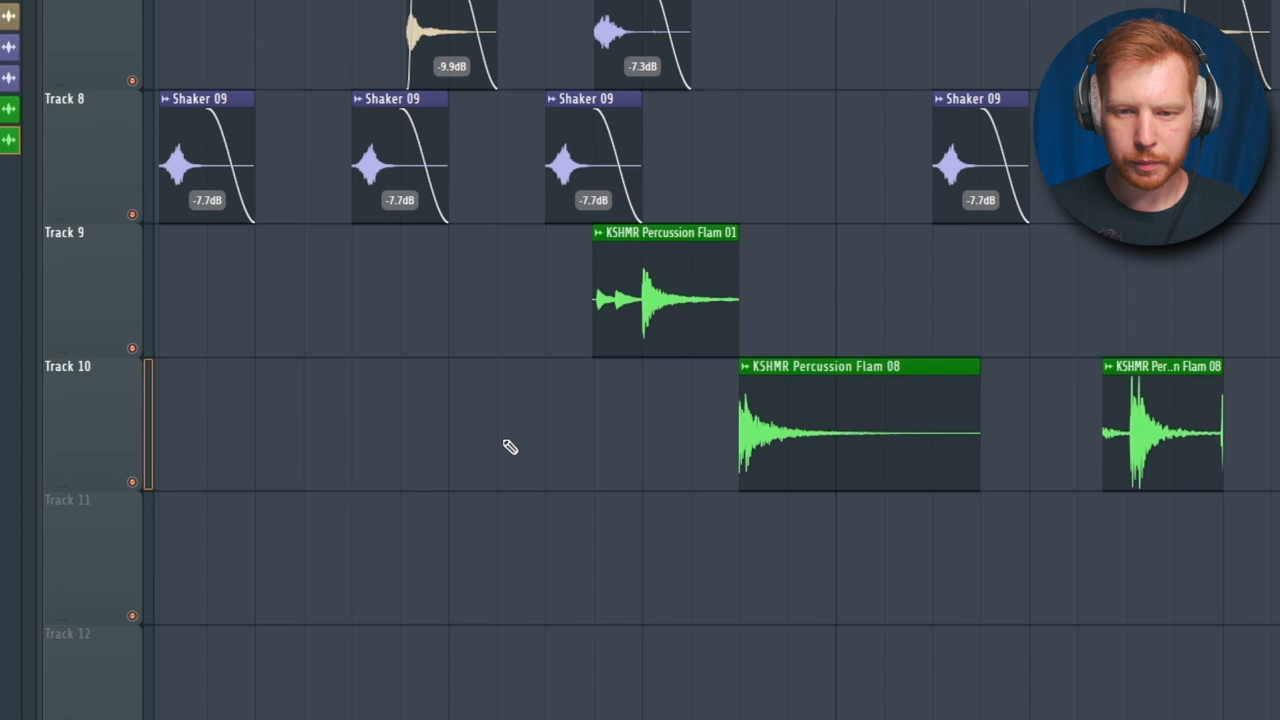 -9.9dB
-7.3dB
Track 8
Shaker 09
Shaker 09
Shaker 09
Shaker 09
-7.7dB
-7.7dB
-7.7dB
-7.7dB
Track 9
KSHMR Percussion Flam 01
Track 10
KSHMR Percussion Flam 08
KSHMR Per..n Flam 08
Track 11
Track 12